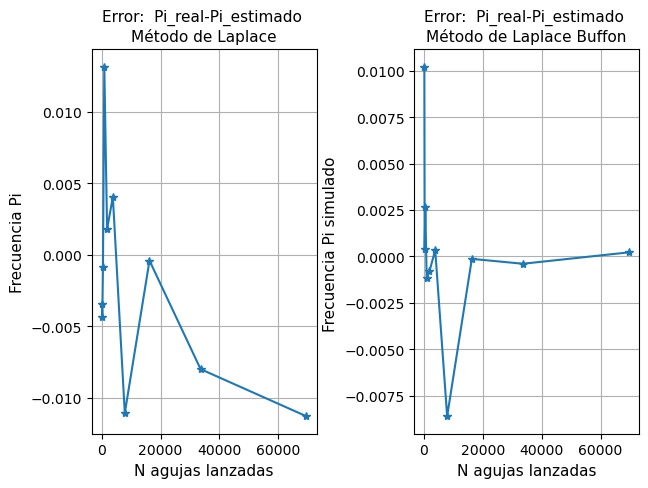 Error:  Pi_real-Pi_estimado
Método de Laplace
Frecuencia Pi
0.010
0.005
0.000
−0.005
−0.010
0
20000
40000
60000
N agujas lanzadas
Error:  Pi_real-Pi_estimado
Método de Laplace Buffon
Frecuencia Pi simulado
0.0100
0.0075
0.0050
0.0025
0.0000
−0.0025
−0.0050
−0.0075
0
20000
40000
60000
N agujas lanzadas